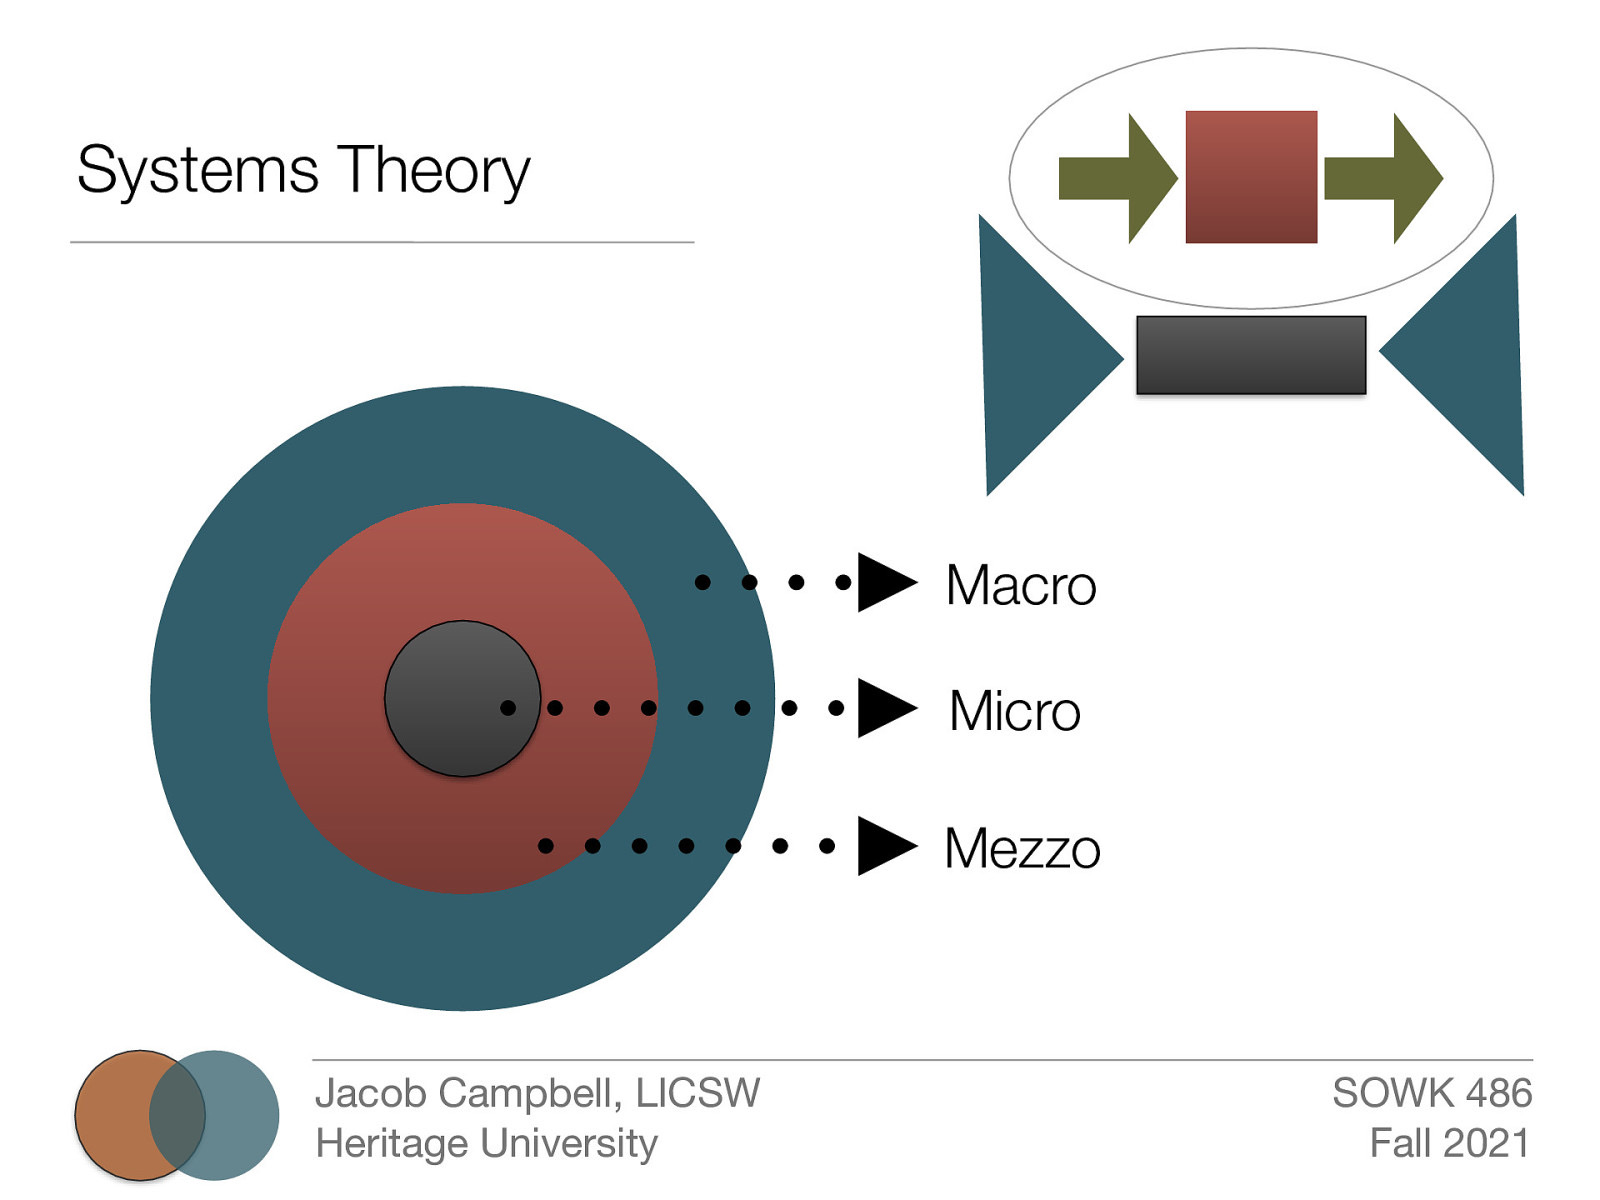 Systems Theory
Macro
Micro
Mezzo
Jacob Campbell, LICSW
Heritage University
SOWK 486
Fall 2021